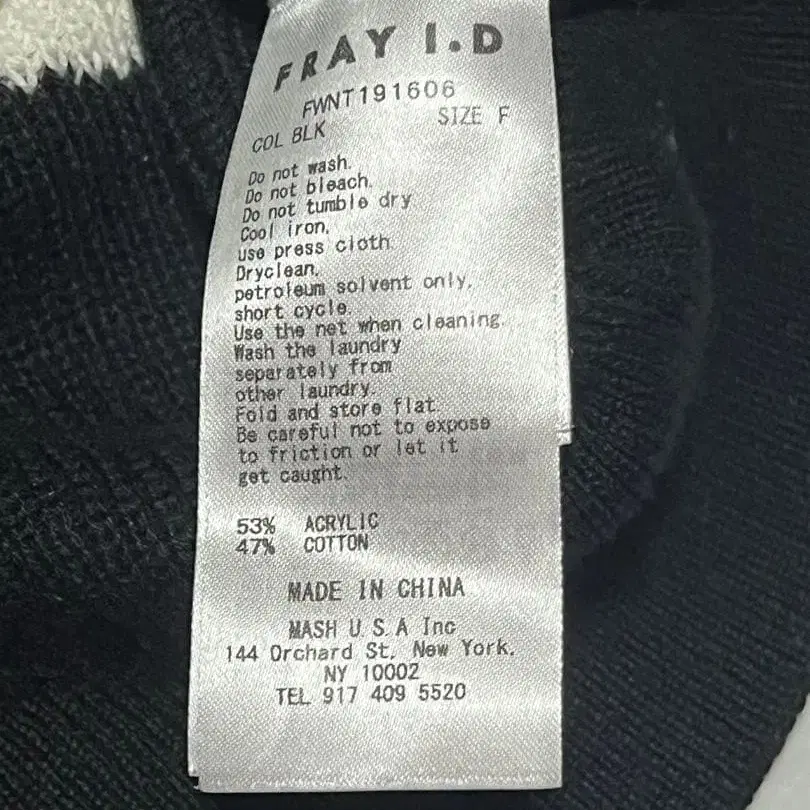 FRAY I.D
FWNT191606
COL BLK SIZE F
Do not wash.
Do not bleach.
Do not tumble dry
Cool iron,
use press cloth
Dryclean,
petroleum solvent only,
short cycle.
Use the net when cleaning.
Wash the laundry
separately from
other laundry.
Fold and store flat
Be careful not to expose
to friction or let it
get caught.
53% ACRYLIC
47% COTTON
MADE IN CHINA
MASH U.S.A Inc
144 Orchard St. New York,
NY 10002
TEL 917 409 5520